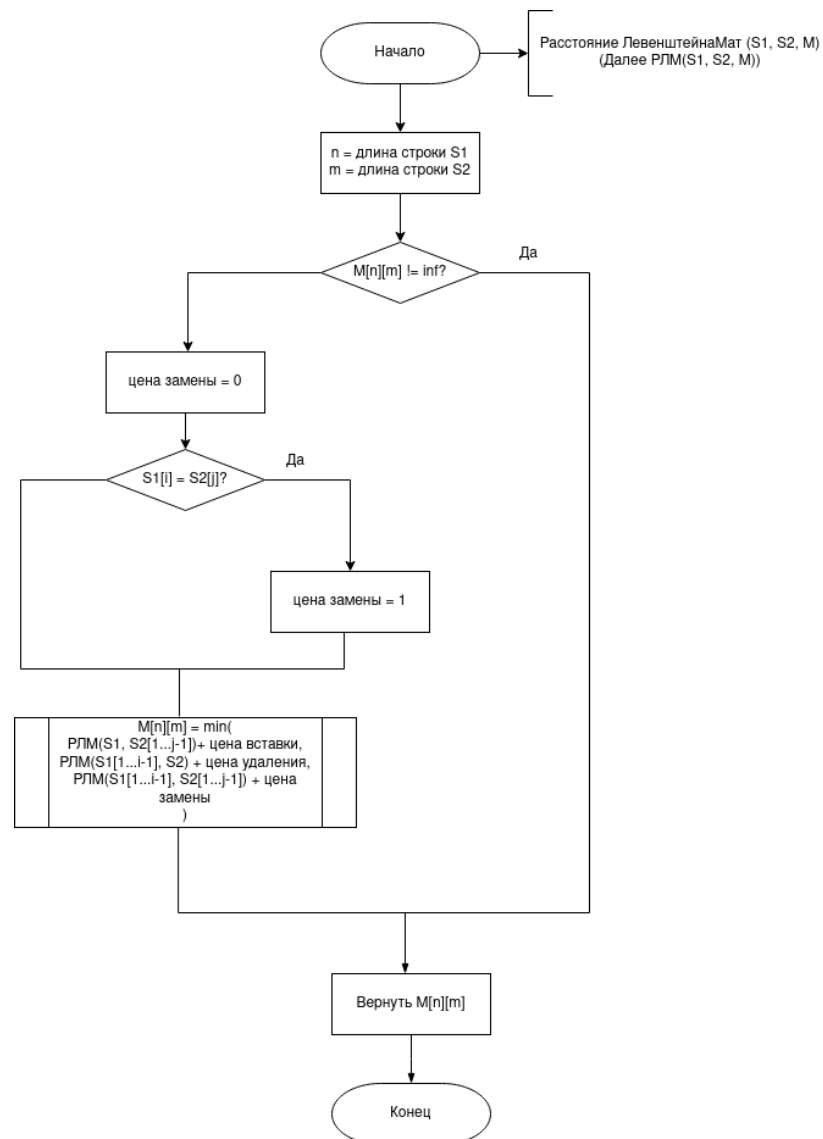 Начало
Расстояние ЛевенштейнаМат (S1, S2, M)
(Далее РЛМ(S1, S2, M))
n = длина строки S1
m = длина строки S2
M[n][m] != inf?
Да
цена замены = 0
S1[i] = S2[j]?
Да
цена замены = 1
M[n][m] = min(
РЛМ(S1, S2[1...j-1])+ цена вставки,
РЛМ(S1[1...i-1], S2) + цена удаления,
РЛМ(S1[1...i-1], S2[1...j-1]) + цена
замены
)
Вернуть M[n][m]
Конец